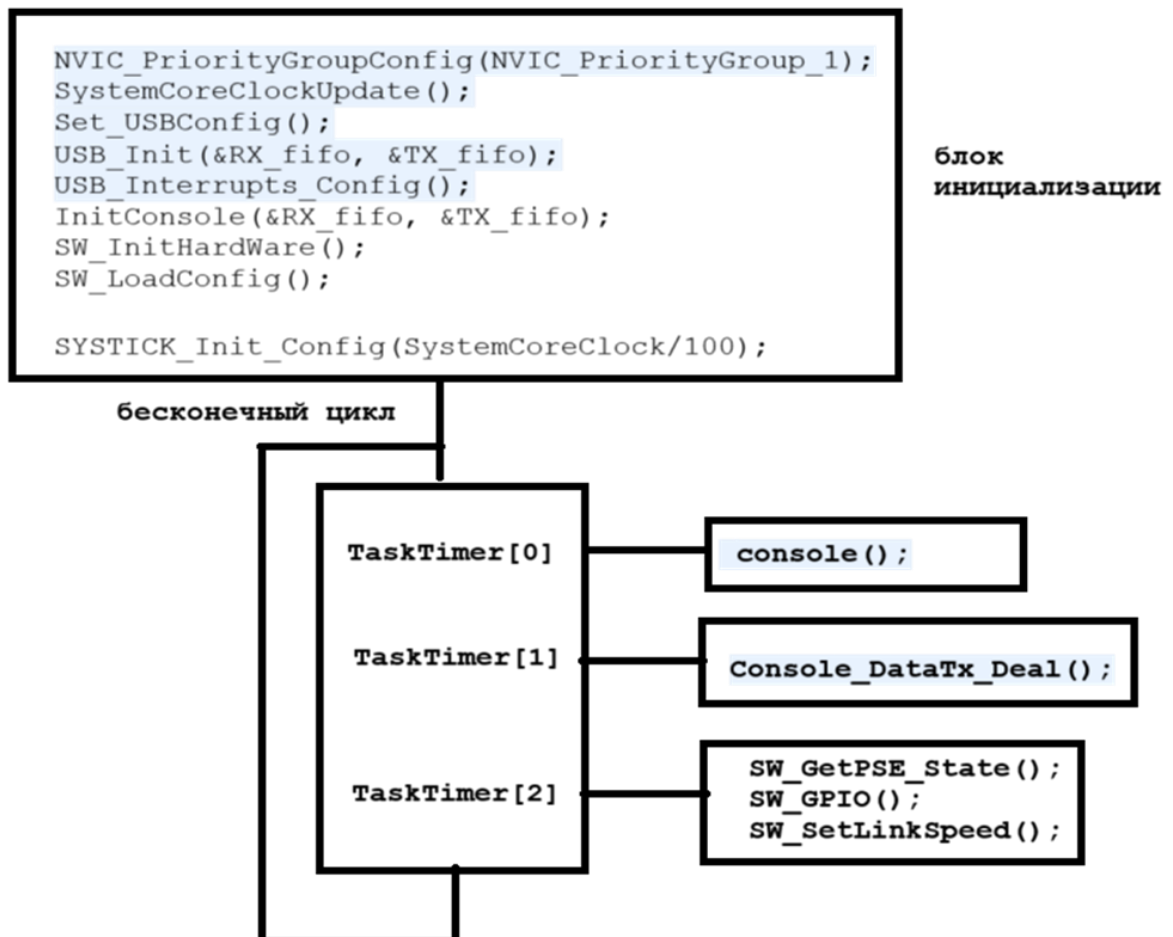 NVIC_PriorityGroupConfig(NVIC_PriorityGroup_1);
SystemCoreClockUpdate();
Set_USBConfig();
USB_Init(&RX_fifo, &TX_fifo);
USB_Interrupts_Config();
InitConsole(&RX_fifo, &TX_fifo);
SW_InitHardWare();
SW_LoadConfig();
SYSTICK_Init_Config(SystemCoreClock/100);
блок
инициализации
бесконечный цикл
TaskTimer[0]
console();
TaskTimer[1]
Console_DataTx_Deal();
TaskTimer[2]
SW_GetPSE_State();
SW_GPIO();
SW_SetLinkSpeed();